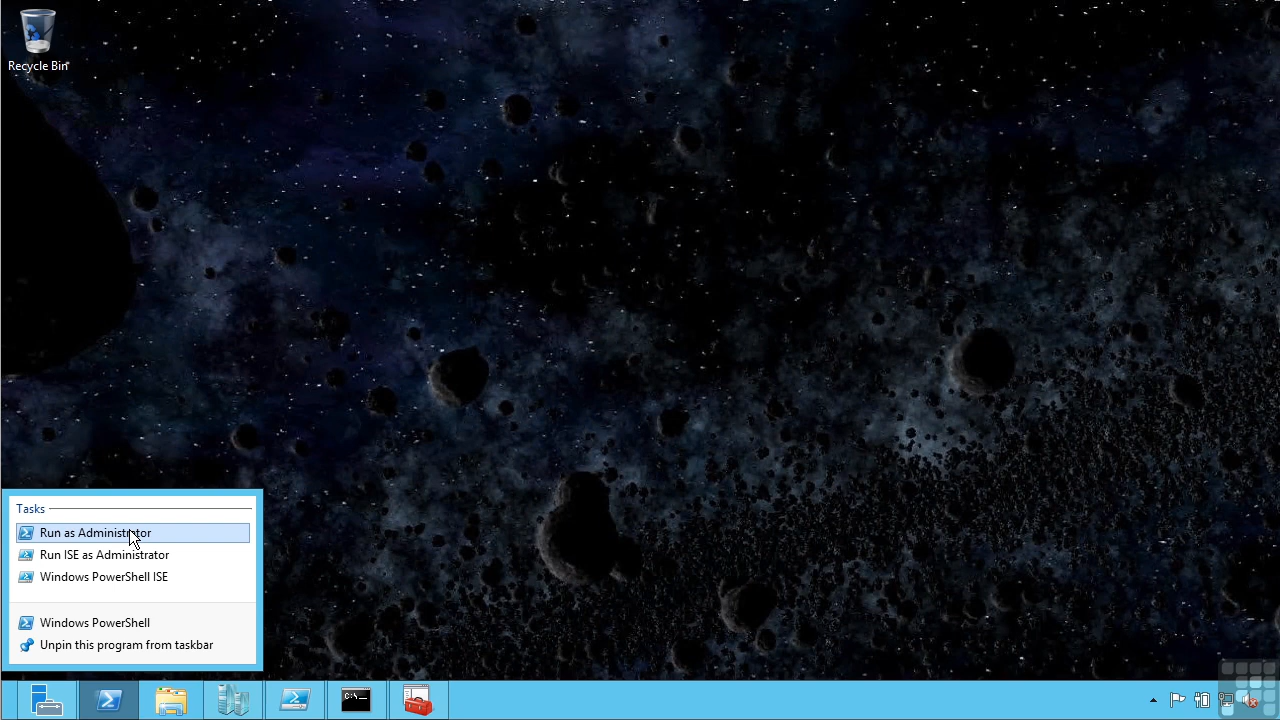 Recycle Bin
Tasks
Run as Administrator
Run ISE as Administrator
Windows PowerShell ISE
Windows PowerShell
Unpin this program from taskbar
C:\_